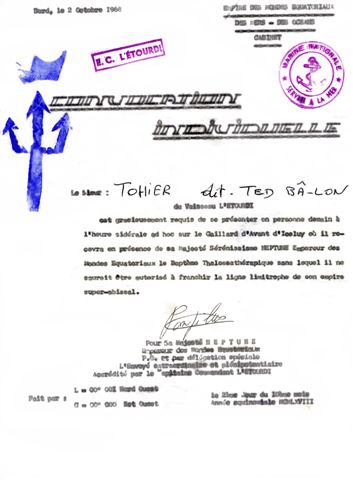 Bord, le 2 Octobre 1968
EMPIRE DES MONDES EQUATORIAUX
DES MERS - DES OCEANS
CABINET
E.C. L'ÉTOURDI
MARINE NATIONALE
SERVICE A LA MER
CONVOCATION
INDIVIDUELLE
Le Sieur : TOHIER dit. TED BÂ-LON
du Vaisseau L'ETOURDI
est gracieusement requis de se présenter en personne demain à
l'heure sidérale ad hoc sur le Gaillard d'Avant d'Iceluy où il re-
cevra en présence de sa Majesté Sérénissime NEPTUNE Empereur des
Mondes Equatoriaux le Baptême Thalassothérapique sans lequel il ne
sauroit être autorisé à franchir la ligne limitrophe de son empire
super-abissal.
Pour Sa Majesté NEPTUNE
Empereur des Mondes Equatoriaux
P.O. et par délégation spéciale
L'Envoyé extraordinaire et plénipotentiaire
Accrédité par le Capitaine Commandant L'ETOURDI
Fait par :
L = 00° 00' Nord Ouest
G = 00° 000 Est Ouest
le 2ème Jour du 10ème mois
Année equinoxiale MCMLXVIII